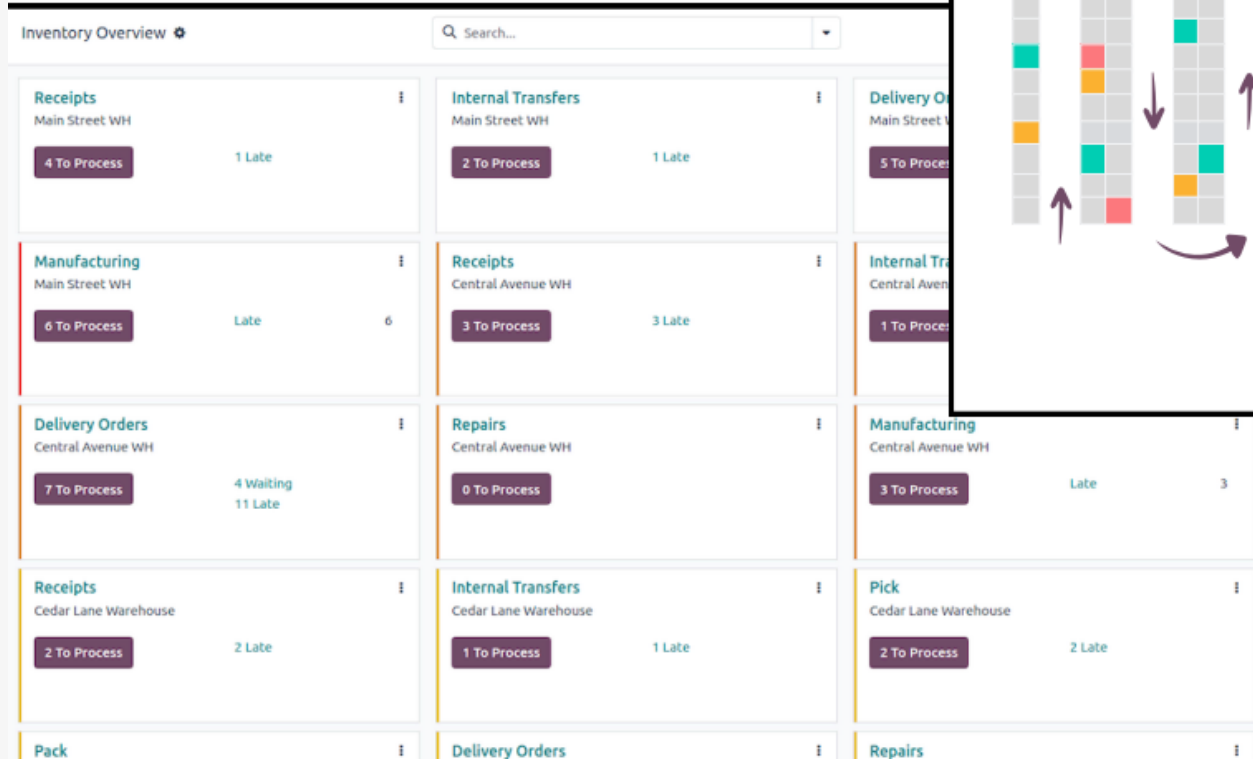 Inventory Overview
Search...
Receipts
Main Street WH
4 To Process
1 Late
Internal Transfers
Main Street WH
2 To Process
1 Late
Delivery
Main Street
5 To
Manufacturing
Main Street WH
6 To Process
Late 6
Receipts
Central Avenue WH
3 To Process
3 Late
Internal
Central
1 To
Delivery Orders
Central Avenue WH
7 To Process
4 Waiting
11 Late
Repairs
Central Avenue WH
0 To Process
Manufacturing
Central Avenue WH
3 To Process
Late 3
Receipts
Cedar Lane Warehouse
2 To Process
2 Late
Internal Transfers
Cedar Lane Warehouse
1 To Process
1 Late
Pick
Cedar Lane Warehouse
2 To Process
2 Late
Pack
Delivery Orders
Repairs